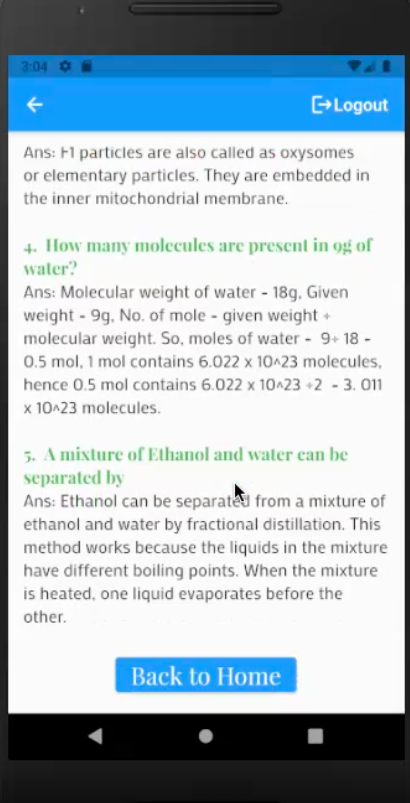 3:04
Logout
Ans: F1 particles are also called as oxysomes
or elementary particles. They are embedded in
the inner mitochondrial membrane.
4. How many molecules are present in 9g of
water?
Ans: Molecular weight of water - 18g, Given
weight - 9g, No. of mole - given weight ÷
molecular weight. So, moles of water - 9÷ 18 -
0.5 mol, 1 mol contains 6.022 x 10^23 molecules,
hence 0.5 mol contains 6.022 x 10^23 ÷2 - 3. 011
x 10^23 molecules.
5. A mixture of Ethanol and water can be
separated by
Ans: Ethanol can be separated from a mixture of
ethanol and water by fractional distillation. This
method works because the liquids in the mixture
have different boiling points. When the mixture
is heated, one liquid evaporates before the
other.
Back to Home